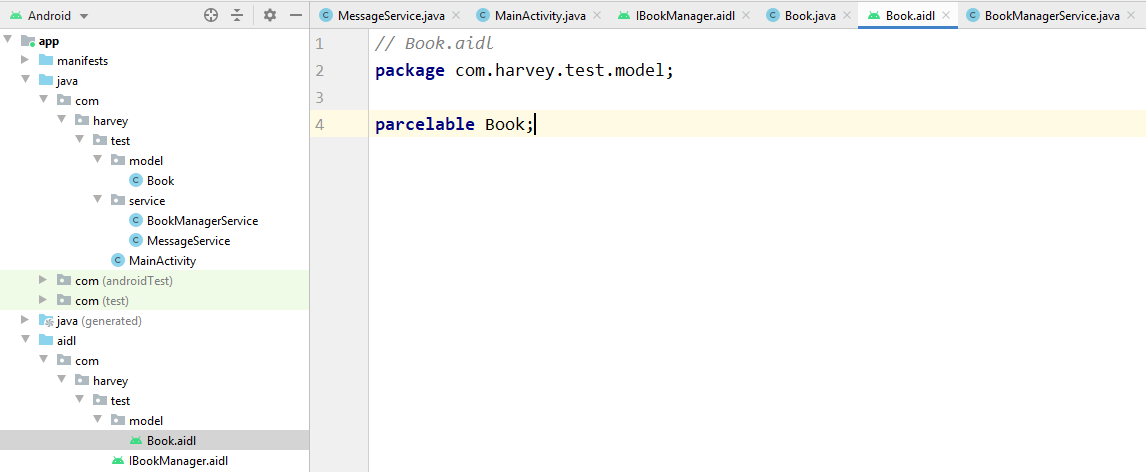 Android
MessageService.java
MainActivity.java
IBookManager.aidl
Book.java
Book.aidl
BookManagerService.java
app
manifests
java
com
harvey
test
model
Book
service
BookManagerService
MessageService
MainActivity
com (androidTest)
com (test)
java (generated)
aidl
com
harvey
test
model
Book.aidl
IBookManager.aidl
1 // Book.aidl
2 package com.harvey.test.model;
3
4 parcelable Book;